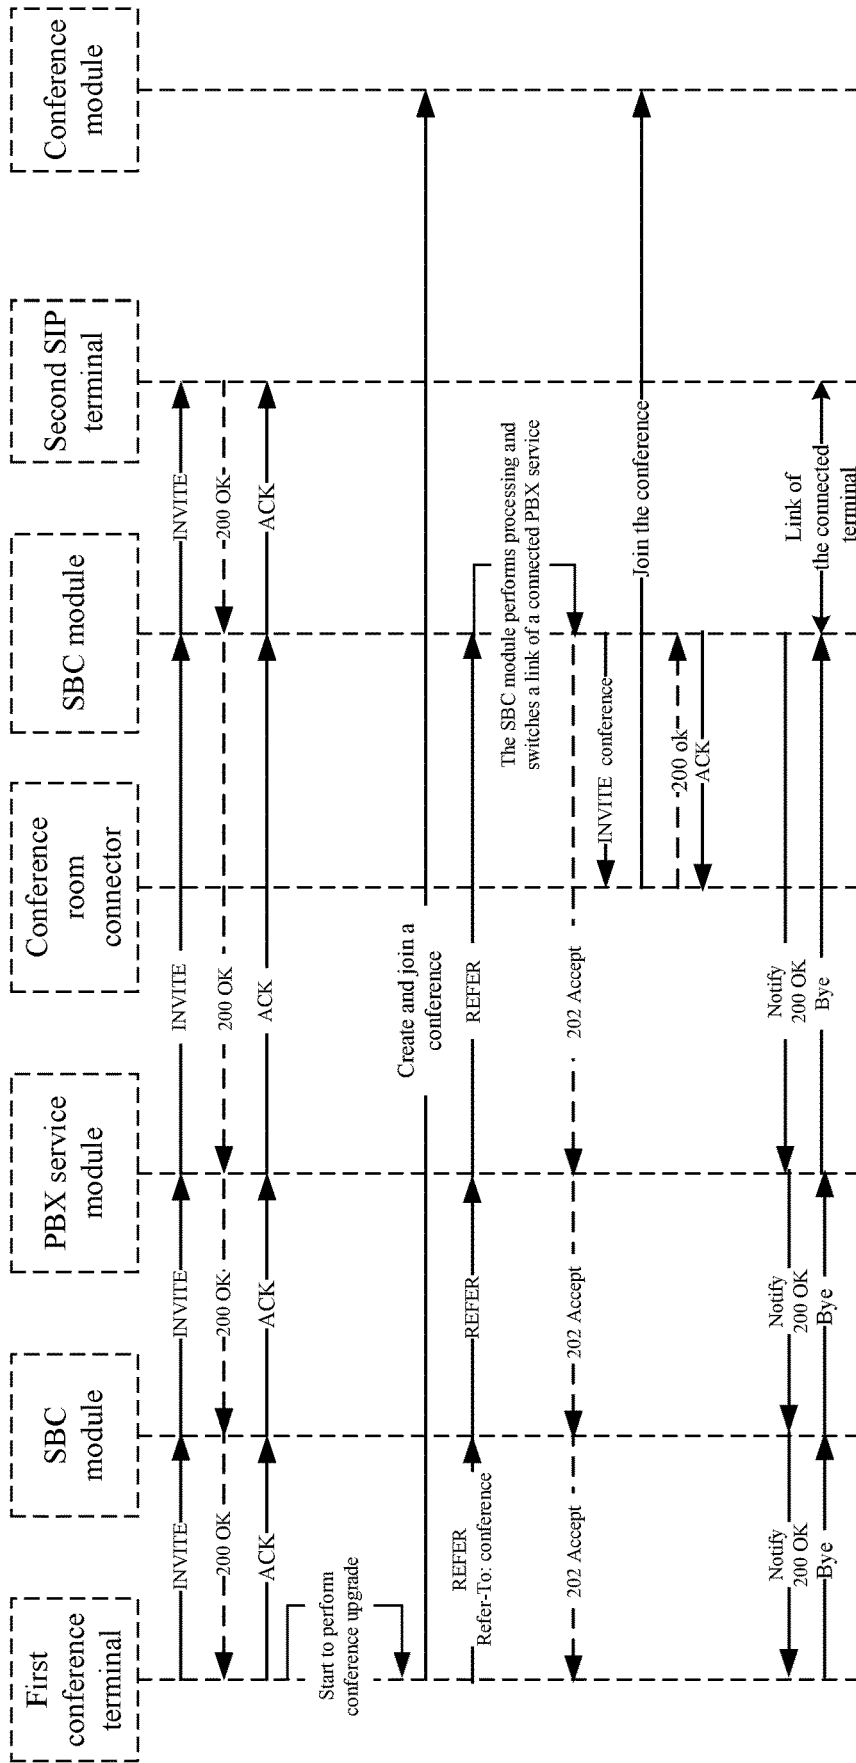 First
conference
terminal
SBC
module
PBX service
module
Conference
room
connector
SBC module
Second SIP
terminal
Conference
module
INVITE
INVITE
INVITE
INVITE
200 OK
200 OK
200 OK
200 OK
ACK
ACK
ACK
ACK
Start to perform
conference upgrade
Create and join a
conference
REFER
Refer-To: conference
REFER
REFER
The SBC module performs processing and
switches a link of a connected PBX service
202 Accept
202 Accept
202 Accept
INVITE conference
Join the conference
200 ok
ACK
Notify
200 OK
Notify
200 OK
Notify
200 OK
Bye
Bye
Bye
Link of
the connected
terminal